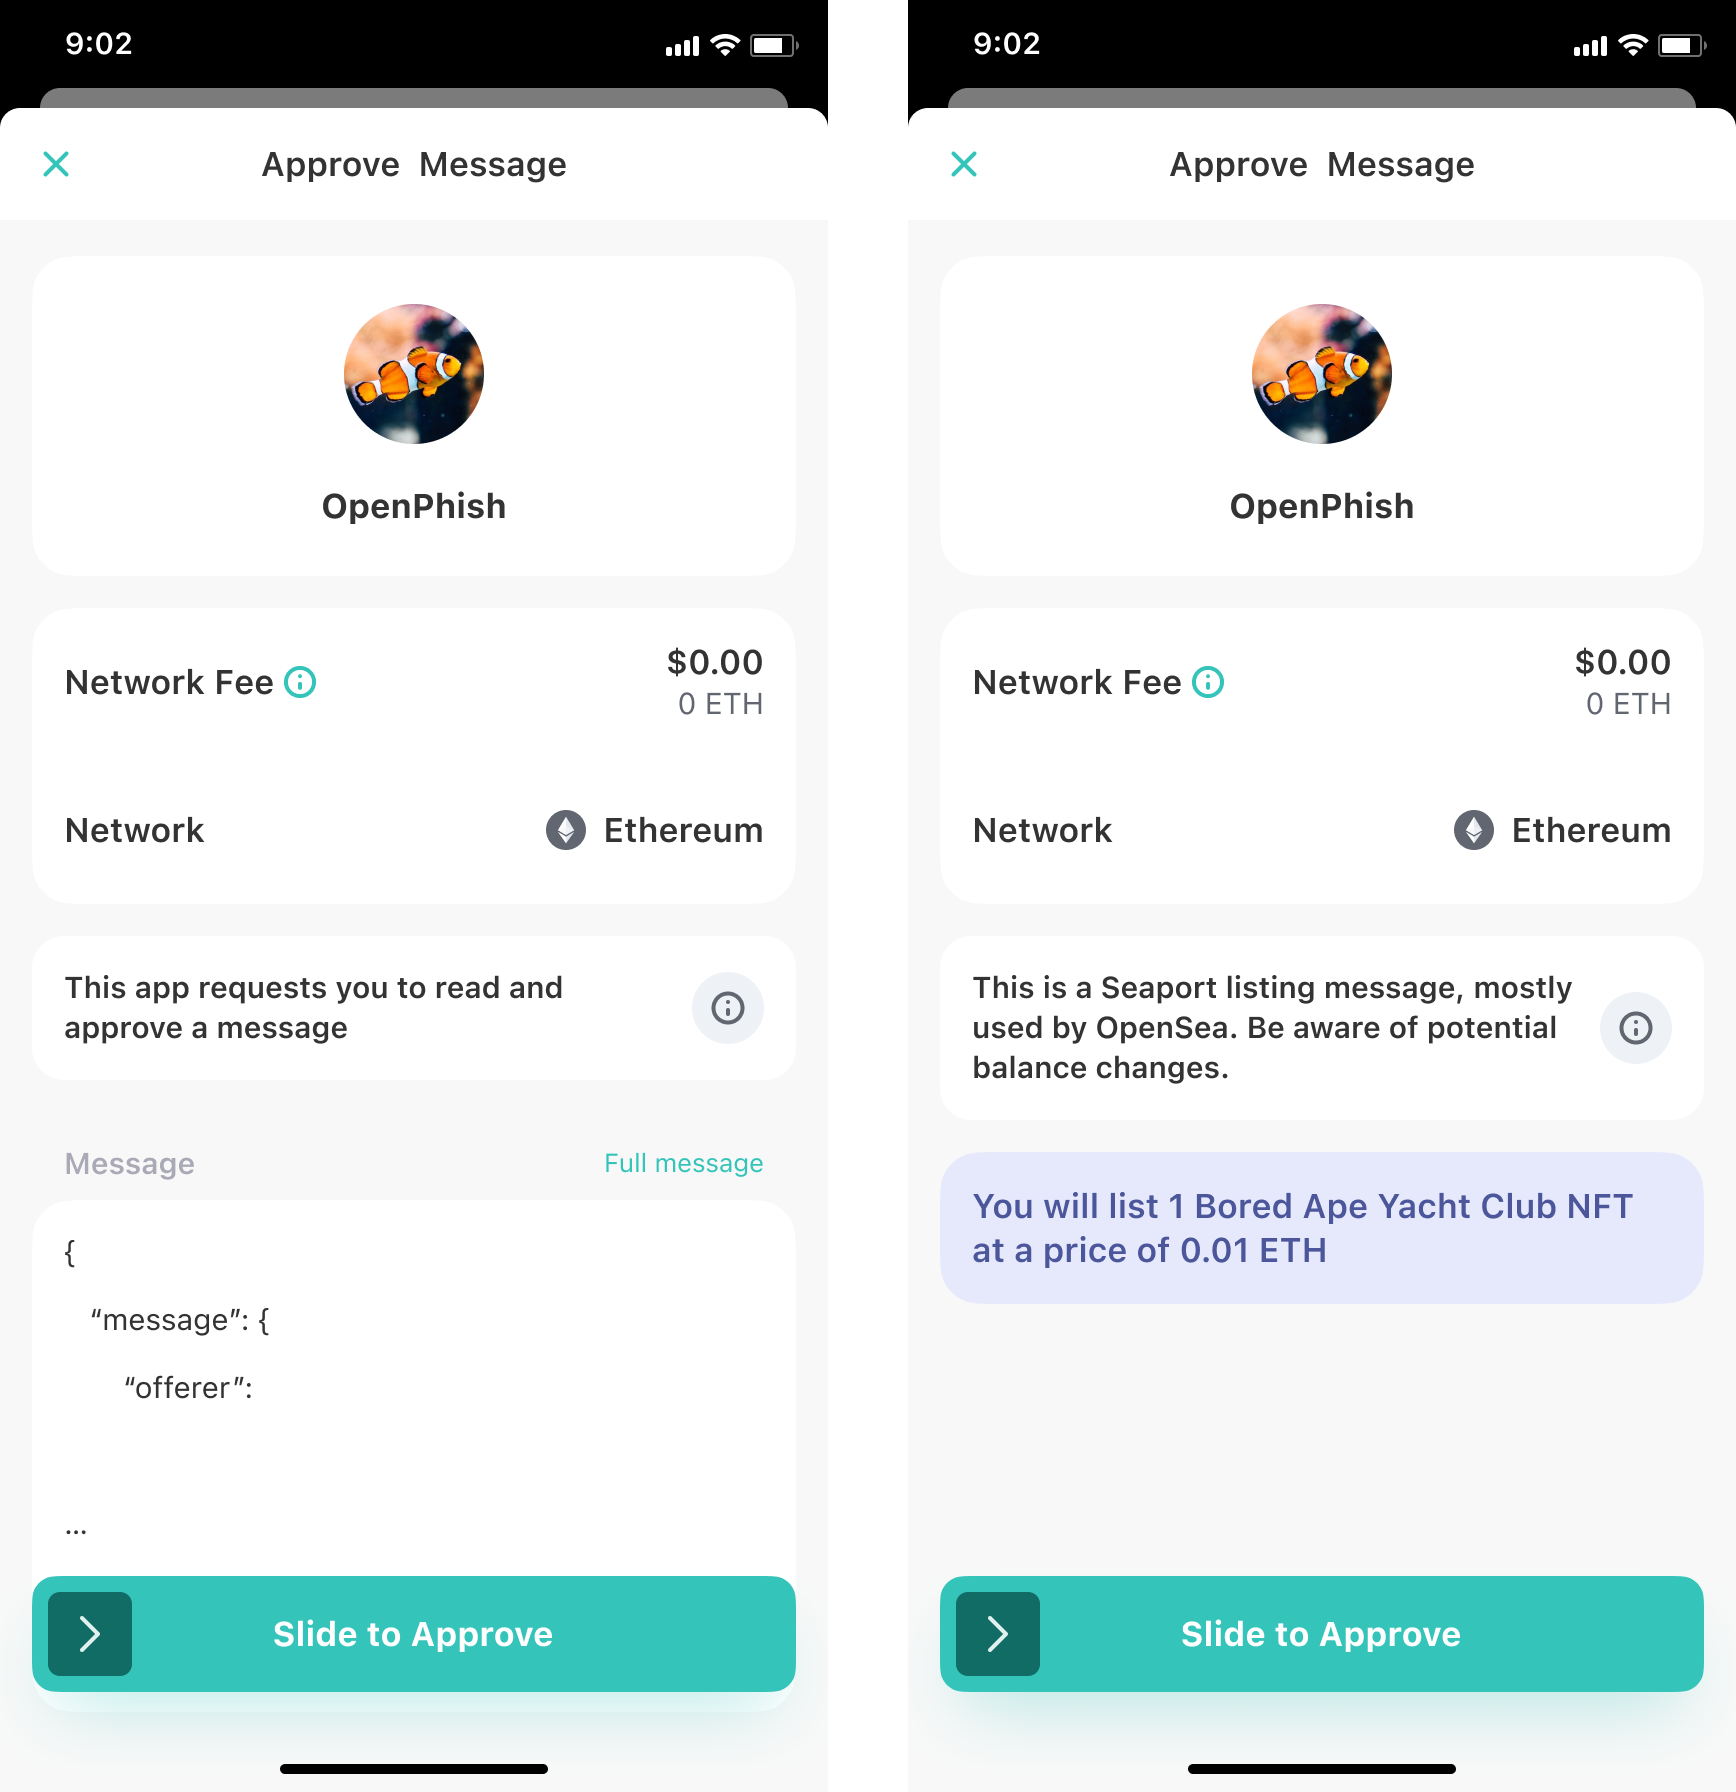 9:02
Approve Message
OpenPhish
Network Fee
$0.00
0 ETH
Network
Ethereum
This app requests you to read and
approve a message
Message
Full message
{
“message”: {
“offerer”:
...
Slide to Approve
9:02
Approve Message
OpenPhish
Network Fee
$0.00
0 ETH
Network
Ethereum
This is a Seaport listing message, mostly
used by OpenSea. Be aware of potential
balance changes.
You will list 1 Bored Ape Yacht Club NFT
at a price of 0.01 ETH
Slide to Approve